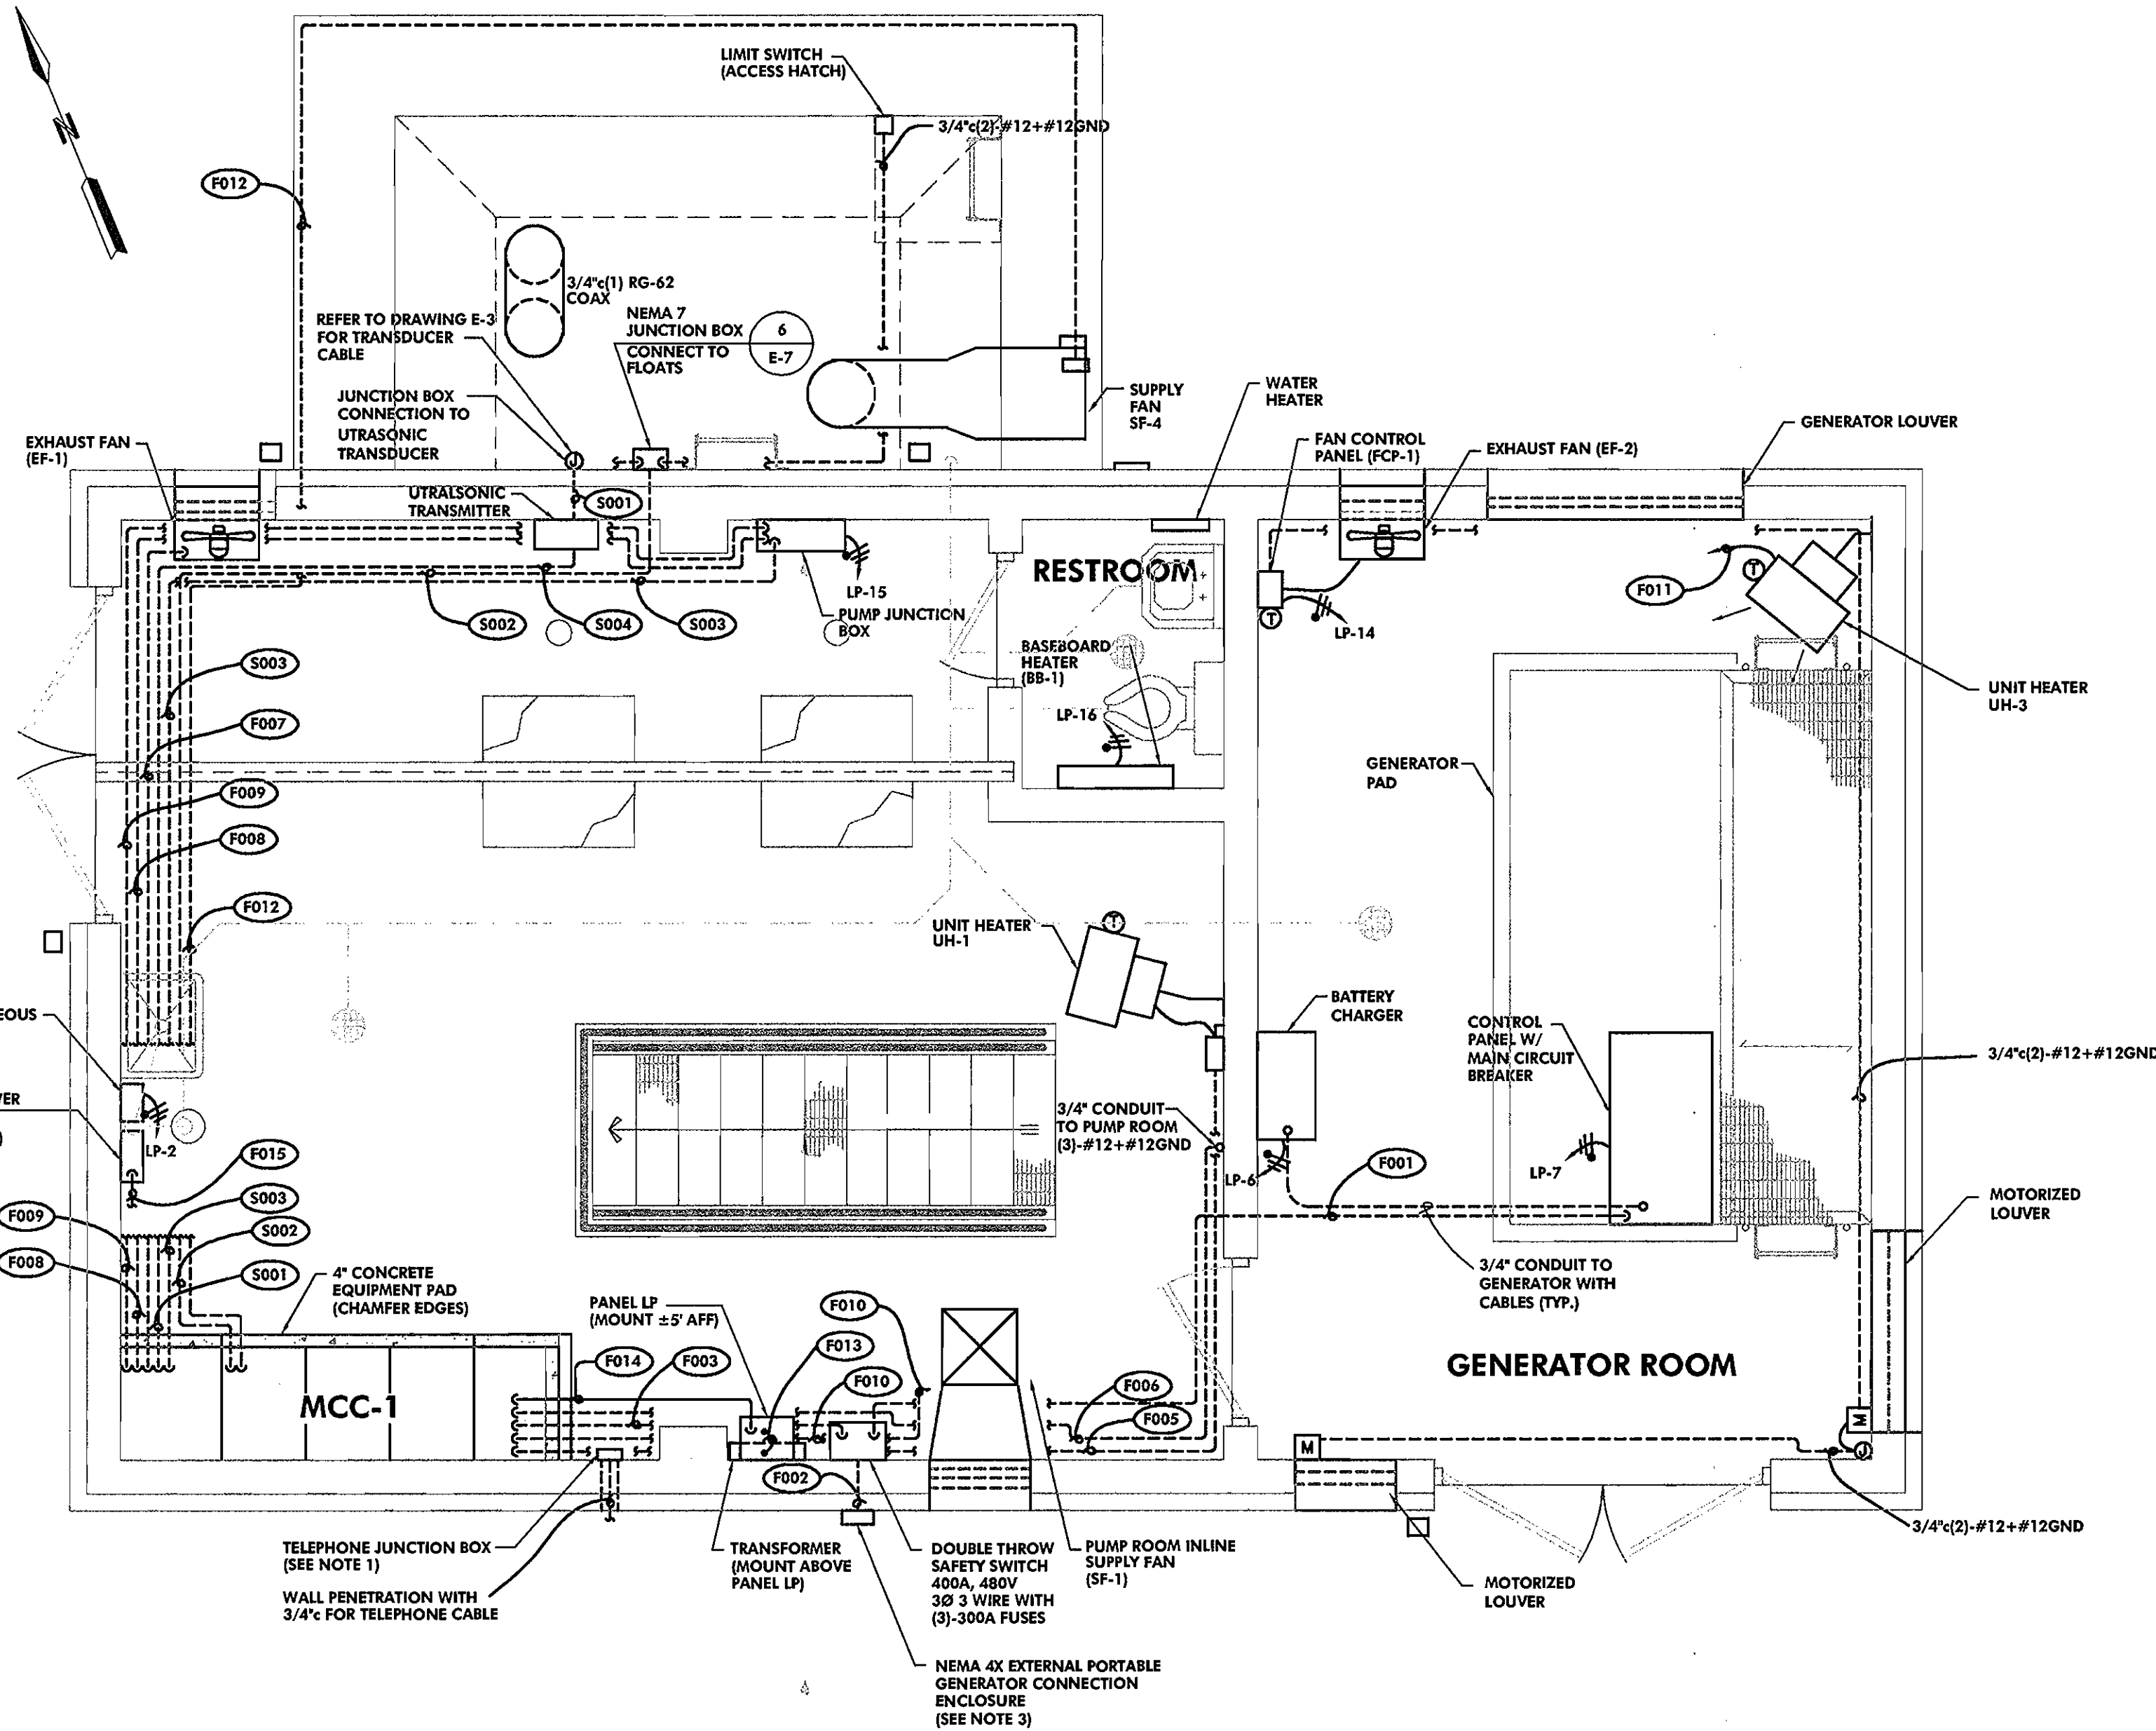 N
LIMIT SWITCH
(ACCESS HATCH)
3/4"c(2)-#12+#12GND
F012
3/4"c(1) RG-62
COAX
REFER TO DRAWING E-3
FOR TRANSDUCER
CABLE
NEMA 7
JUNCTION BOX
CONNECT TO
FLOATS
6
E-7
JUNCTION BOX
CONNECTION TO
UTRASONIC
TRANSDUCER
SUPPLY
FAN
SF-4
WATER
HEATER
FAN CONTROL
PANEL (FCP-1)
EXHAUST FAN (EF-2)
GENERATOR LOUVER
EXHAUST FAN
(EF-1)
J
UTRALSONIC
TRANSMITTER
S001
LP-15
PUMP JUNCTION
BOX
S002
S004
S003
RESTROOM
T
LP-14
F011
T
BASEBOARD
HEATER
(BB-1)
LP-16
UNIT HEATER
UH-3
S003
F007
F009
F008
F012
GENERATOR
PAD
UNIT HEATER
UH-1
T
BATTERY
CHARGER
CONTROL
PANEL W/
MAIN CIRCUIT
BREAKER
3/4"c(2)-#12+#12GND
EOUS
VER
)
LP-2
3/4" CONDUIT
TO PUMP ROOM
(3)-#12+#12GND
LP-6
F001
LP-7
MOTORIZED
LOUVER
F015
S003
S002
S001
F009
F008
4" CONCRETE
EQUIPMENT PAD
(CHAMFER EDGES)
3/4" CONDUIT TO
GENERATOR WITH
CABLES (TYP.)
PANEL LP
(MOUNT ±5' AFF)
F010
F013
F010
F014
F003
F006
F005
MCC-1
GENERATOR ROOM
M
M
J
F002
3/4"c(2)-#12+#12GND
TELEPHONE JUNCTION BOX
(SEE NOTE 1)
WALL PENETRATION WITH
3/4"c FOR TELEPHONE CABLE
TRANSFORMER
(MOUNT ABOVE
PANEL LP)
DOUBLE THROW
SAFETY SWITCH
400A, 480V
3Ø 3 WIRE WITH
(3)-300A FUSES
PUMP ROOM INLINE
SUPPLY FAN
(SF-1)
MOTORIZED
LOUVER
NEMA 4X EXTERNAL PORTABLE
GENERATOR CONNECTION
ENCLOSURE
(SEE NOTE 3)